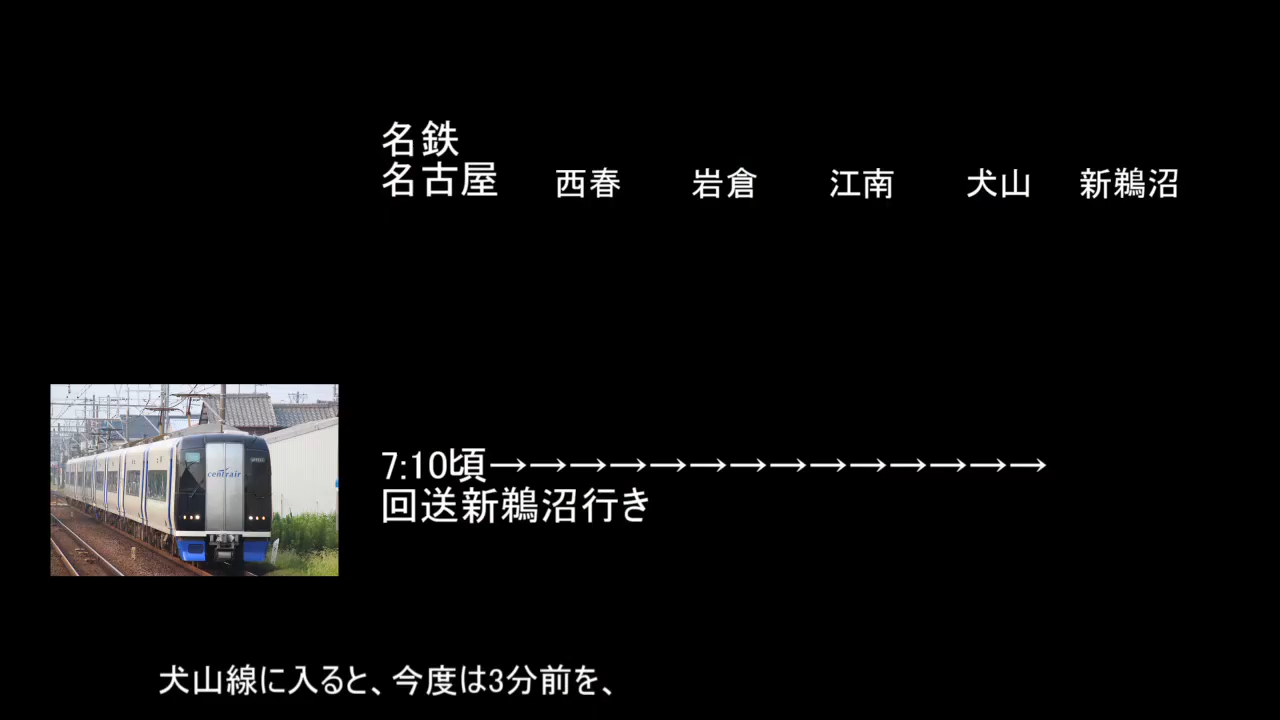 名鉄
名古屋 西春 岩倉 江南 犬山 新鵜沼
centrair
7:10頃→→→→→→→→→→→→→→
回送新鵜沼行き
犬山線に入ると、今度は3分前を、